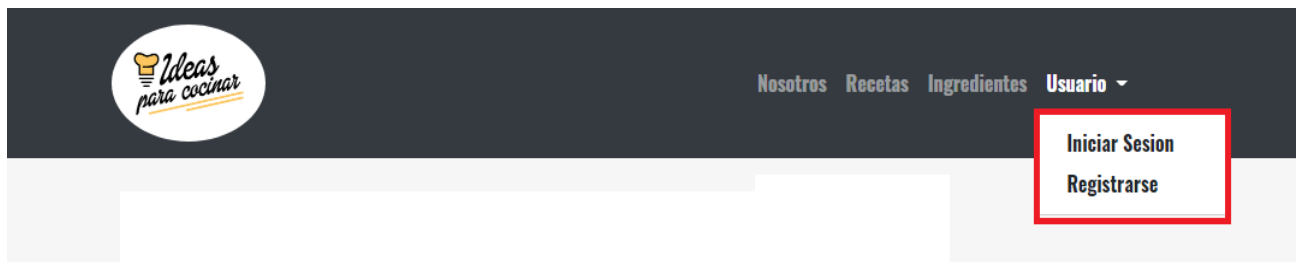 Ideas
para cocinar
Nosotros Recetas Ingredientes Usuario
Iniciar Sesion
Registrarse